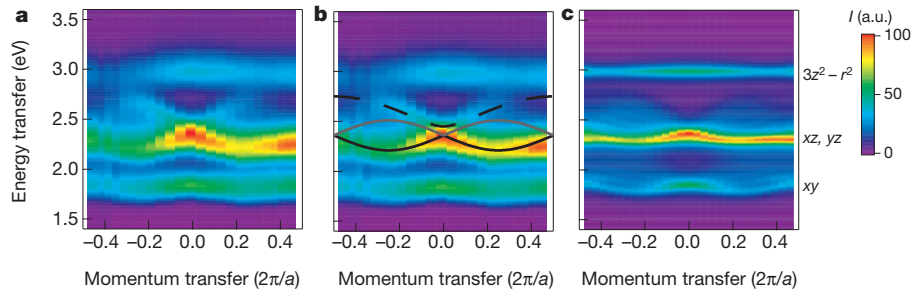 a b c I (a.u.)
Energy transfer (eV)
3.5
3.0
2.5
2.0
1.5
3z² – r²
xz, yz
xy
100
50
0
–0.4 –0.2 0.0 0.2 0.4 –0.4 –0.2 0.0 0.2 0.4 –0.4 –0.2 0.0 0.2 0.4
Momentum transfer (2π/a) Momentum transfer (2π/a) Momentum transfer (2π/a)